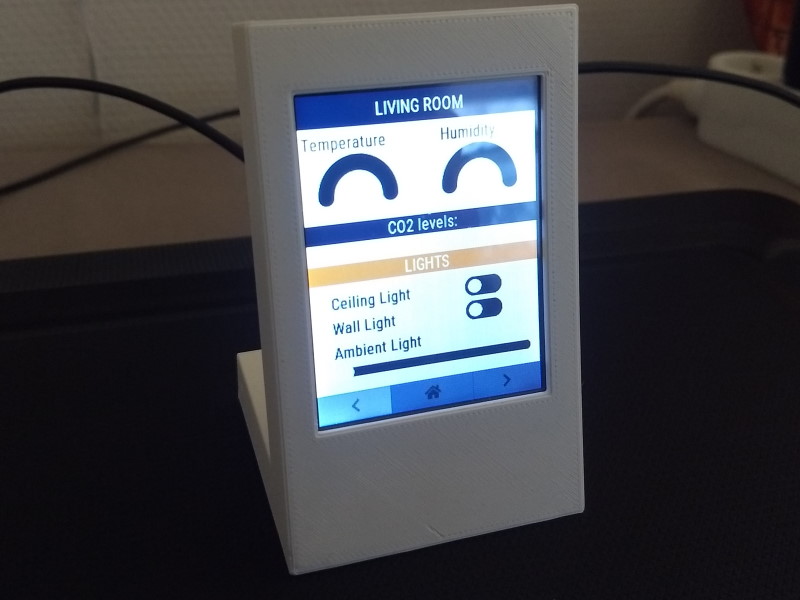 LIVING ROOM
Temperature Humidity
CO2 levels:
LIGHTS
Ceiling Light
Wall Light
Ambient Light